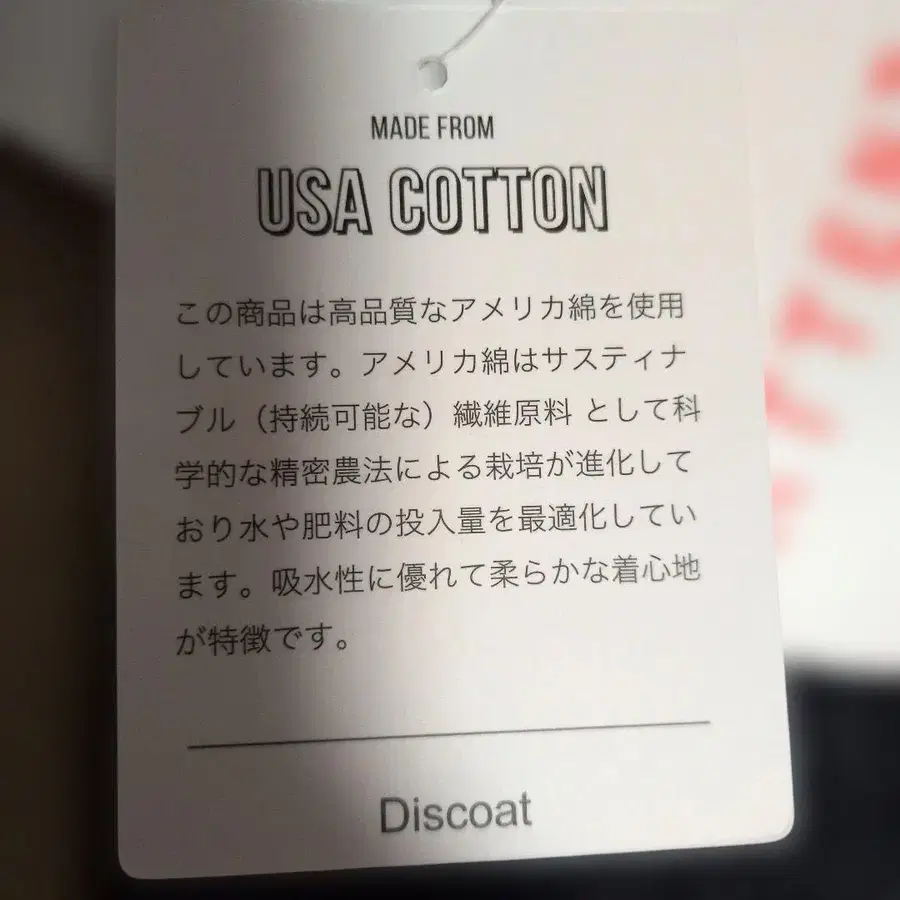 MADE FROM
USA COTTON
この商品は高品質なアメリカ綿を使用
しています。アメリカ綿はサスティナ
ブル（持続可能な）繊維原料 として科
学的な精密農法による栽培が進化して
おり水や肥料の投入量を最適化してい
ます。吸水性に優れて柔らかな着心地
が特徴です。
Discoat